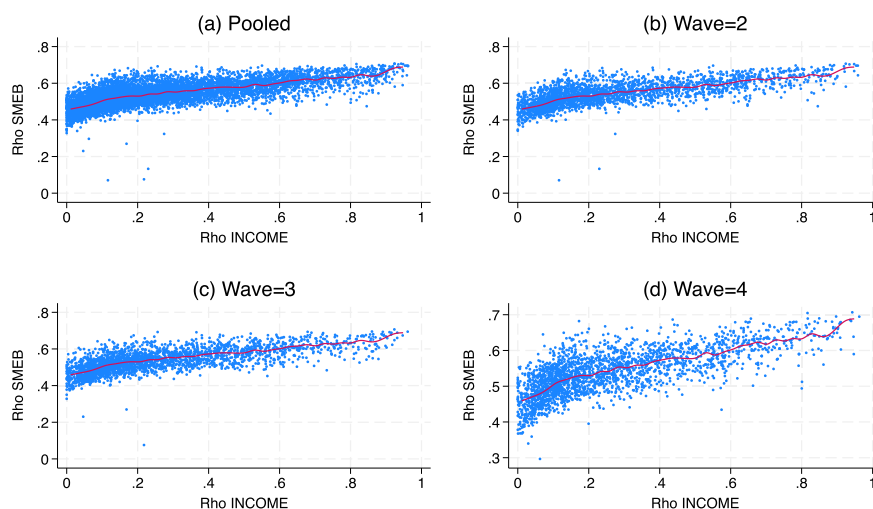 (a) Pooled
.8
.6
.4
.2
0
Rho SMEB
0 .2 .4 .6 .8 1
Rho INCOME
(b) Wave=2
.8
.6
.4
.2
0
Rho SMEB
0 .2 .4 .6 .8 1
Rho INCOME
(c) Wave=3
.8
.6
.4
.2
0
Rho SMEB
0 .2 .4 .6 .8 1
Rho INCOME
(d) Wave=4
.7
.6
.5
.4
.3
Rho SMEB
0 .2 .4 .6 .8 1
Rho INCOME